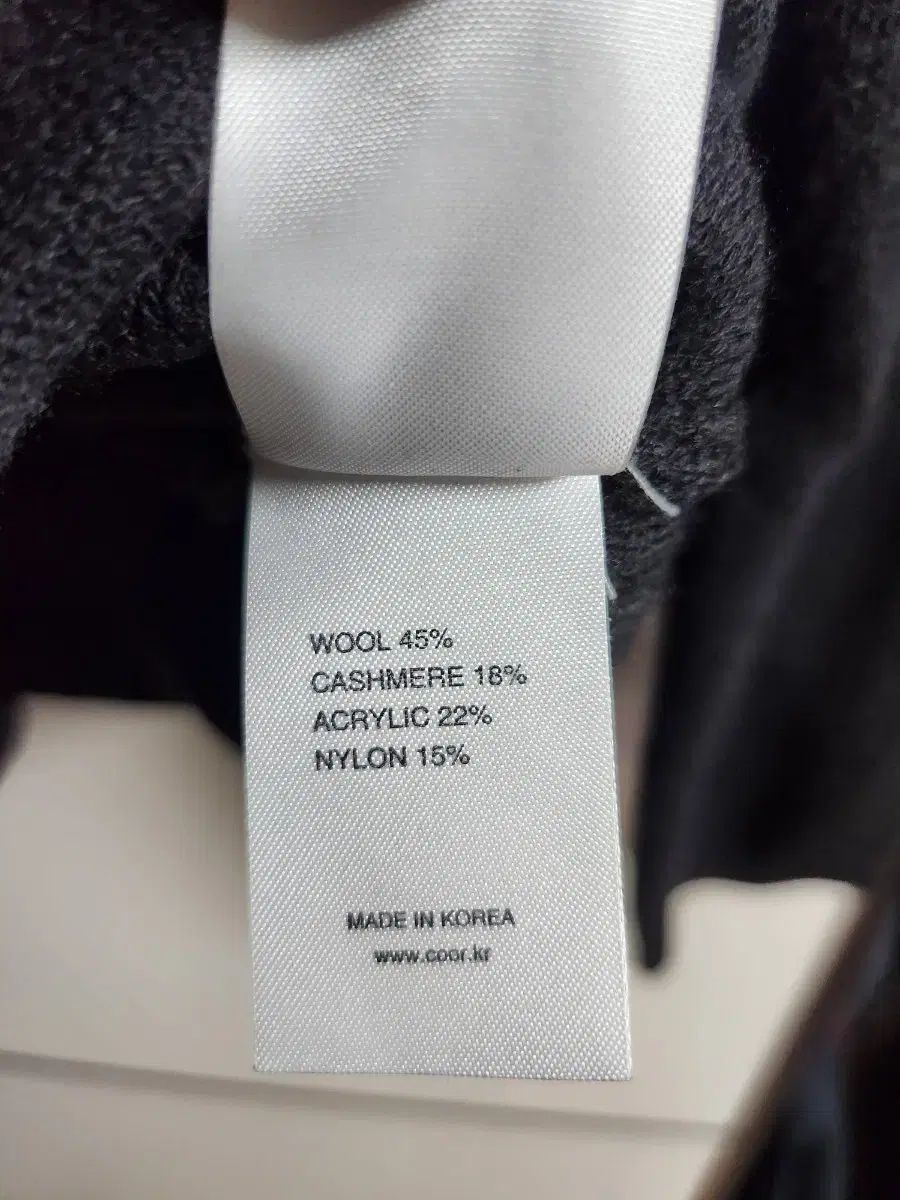 WOOL 45%
CASHMERE 18%
ACRYLIC 22%
NYLON 15%
MADE IN KOREA
www.coor.kr